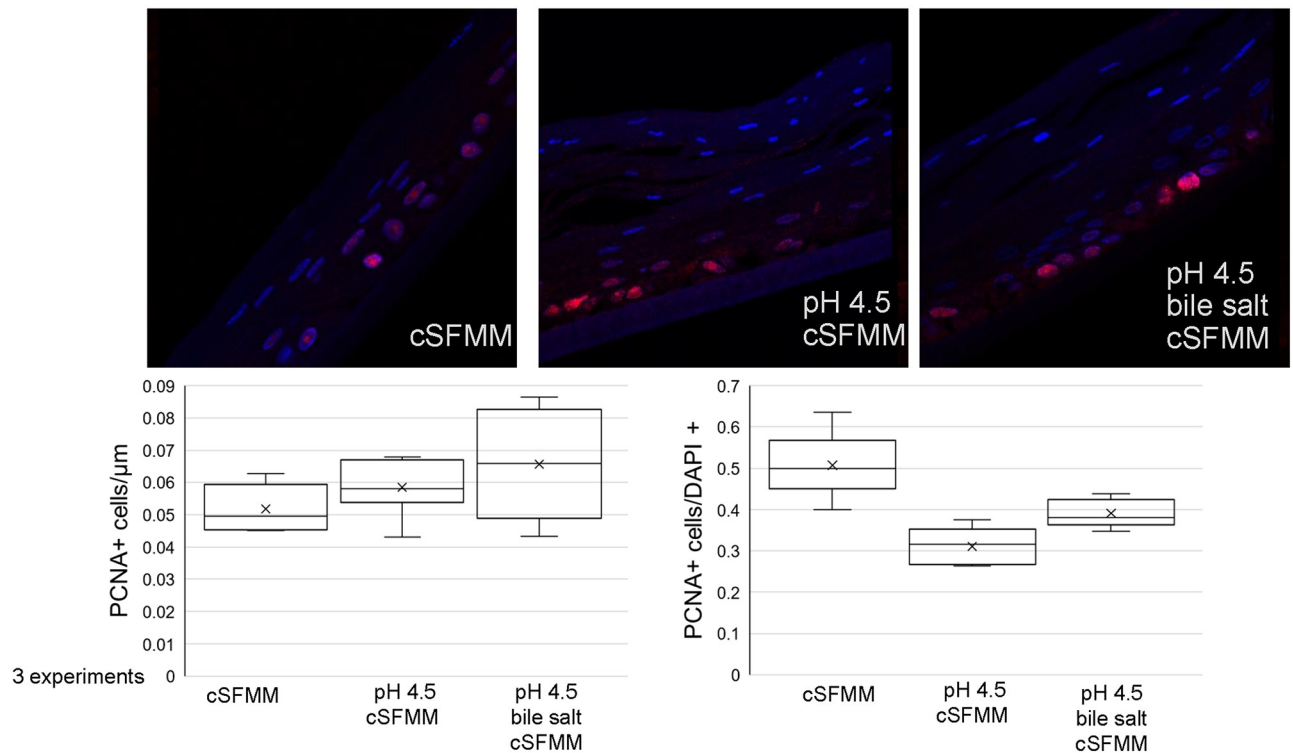 cSFMM
pH 4.5
cSFMM
pH 4.5
bile salt
cSFMM
PCNA+ cells/µm
0.09
0.08
0.07
0.06
0.05
0.04
0.03
0.02
0.01
0
3 experiments
cSFMM
pH 4.5
cSFMM
pH 4.5
bile salt
cSFMM
PCNA+ cells/DAPI +
0.7
0.6
0.5
0.4
0.3
0.2
0.1
0
cSFMM
pH 4.5
cSFMM
pH 4.5
bile salt
cSFMM